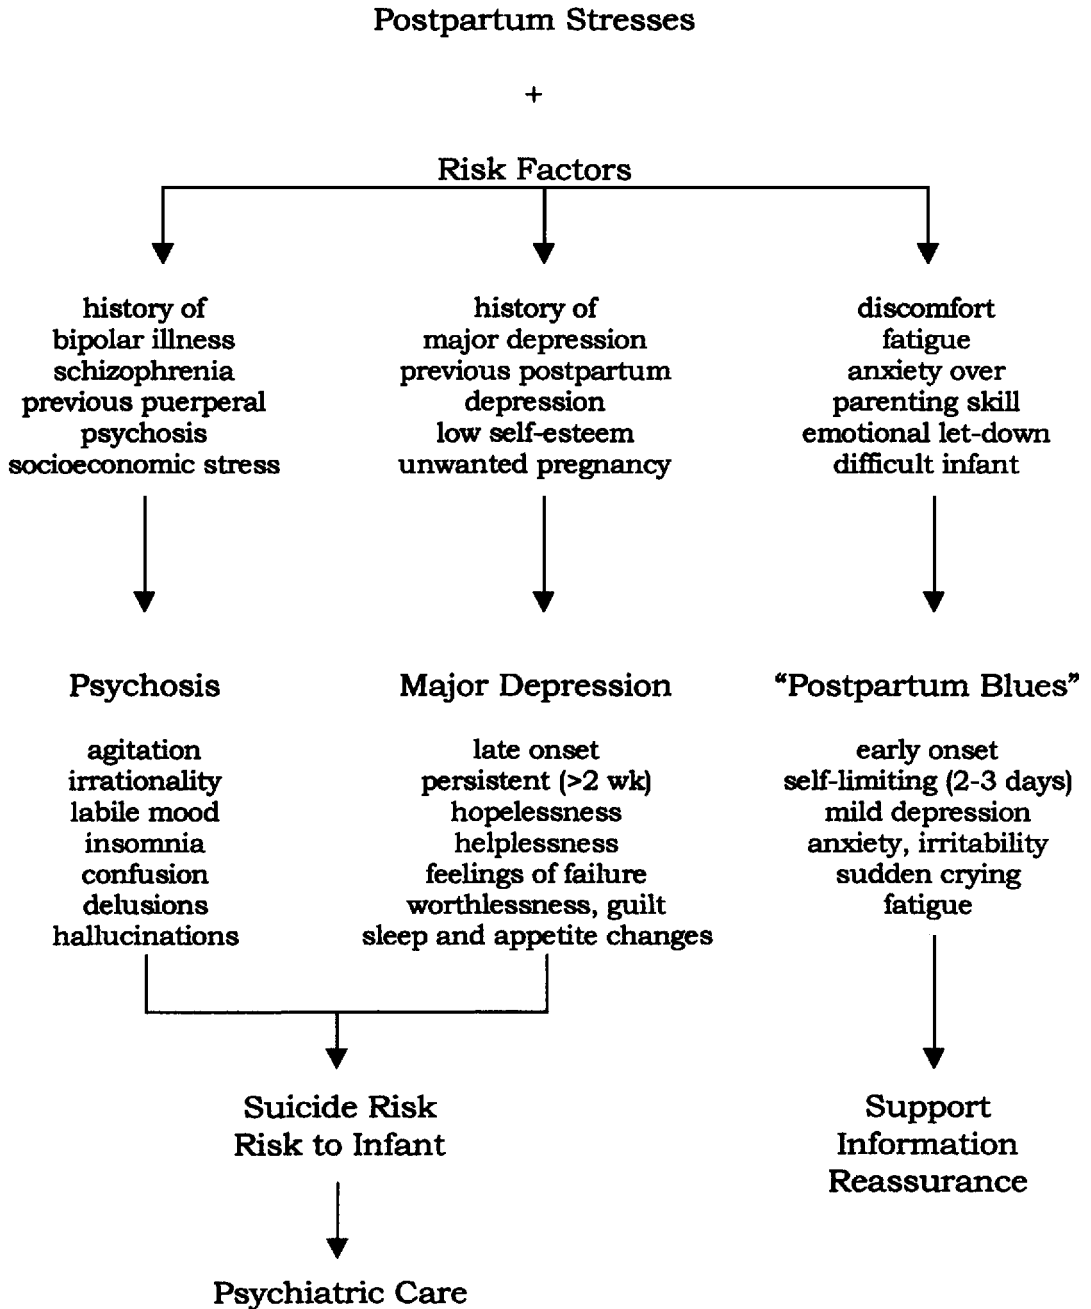 Postpartum Stresses
+
Risk Factors
history of
bipolar illness
schizophrenia
previous puerperal
psychosis
socioeconomic stress
history of
major depression
previous postpartum
depression
low self-esteem
unwanted pregnancy
discomfort
fatigue
anxiety over
parenting skill
emotional let-down
difficult infant
Psychosis
agitation
irrationality
labile mood
insomnia
confusion
delusions
hallucinations
Major Depression
late onset
persistent (>2 wk)
hopelessness
helplessness
feelings of failure
worthlessness, guilt
sleep and appetite changes
“Postpartum Blues”
early onset
self-limiting (2-3 days)
mild depression
anxiety, irritability
sudden crying
fatigue
Suicide Risk
Risk to Infant
Support
Information
Reassurance
Psychiatric Care